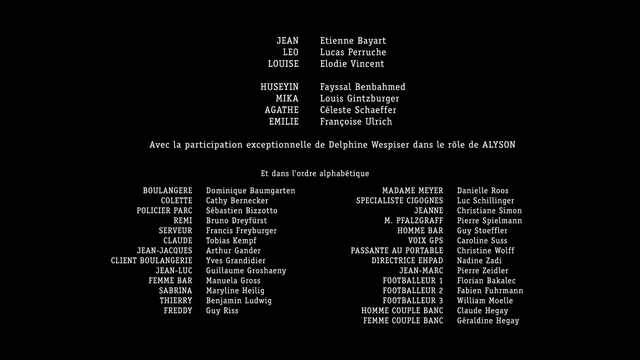 JEAN Etienne Bayart
LEO Lucas Perruche
LOUISE Elodie Vincent
HUSEYIN Fayssal Benbahmed
MIKA Louis Gintzburger
AGATHE Céleste Schaeffer
EMILIE Françoise Ulrich
Avec la participation exceptionnelle de Delphine Wespiser dans le rôle de ALYSON
Et dans l'ordre alphabétique
BOULANGERE Dominique Baumgarten
COLETTE Cathy Bernecker
POLICIER PARC Sébastien Bizzotto
REMI Bruno Dreyfürst
SERVEUR Francis Freyburger
CLAUDE Tobias Kempf
JEAN-JACQUES Arthur Gander
CLIENT BOULANGERIE Yves Grandidier
JEAN-LUC Guillaume Groshaeny
FEMME BAR Manuela Gross
SABRINA Maryline Heilig
THIERRY Benjamin Ludwig
FREDDY Guy Riss
MADAME MEYER Danielle Roos
SPECIALISTE CIGOGNES Luc Schillinger
JEANNE Christiane Simon
M. PFALZGRAFF Pierre Spielmann
HOMME BAR Guy Stoeffler
VOIX GPS Caroline Suss
PASSANTE AU PORTABLE Christine Wolff
DIRECTRICE EHPAD Nadine Zadi
JEAN-MARC Pierre Zeidler
FOOTBALLEUR 1 Florian Bakalec
FOOTBALLEUR 2 Fabien Fuhrmann
FOOTBALLEUR 3 William Moelle
HOMME COUPLE BANC Claude Hegay
FEMME COUPLE BANC Géraldine Hegay